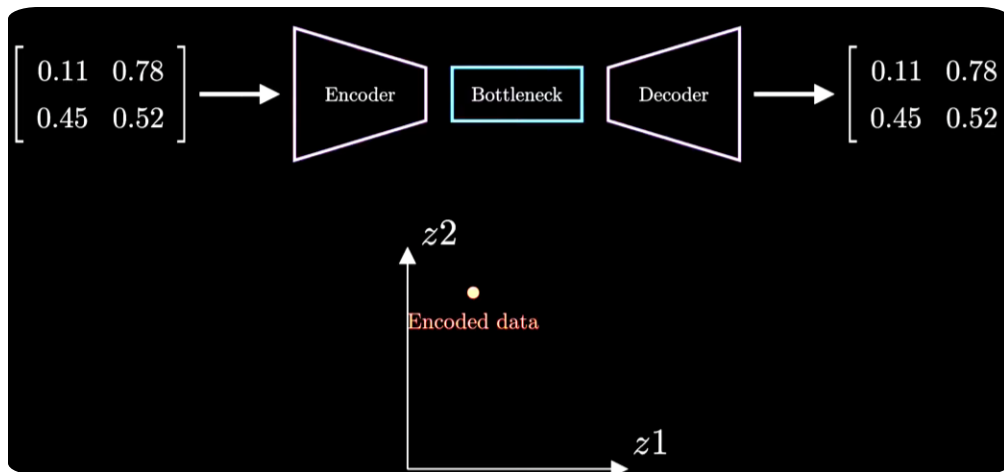 0.11 0.78
0.45 0.52
Encoder
Bottleneck
Decoder
0.11 0.78
0.45 0.52
z2
Encoded data
z1